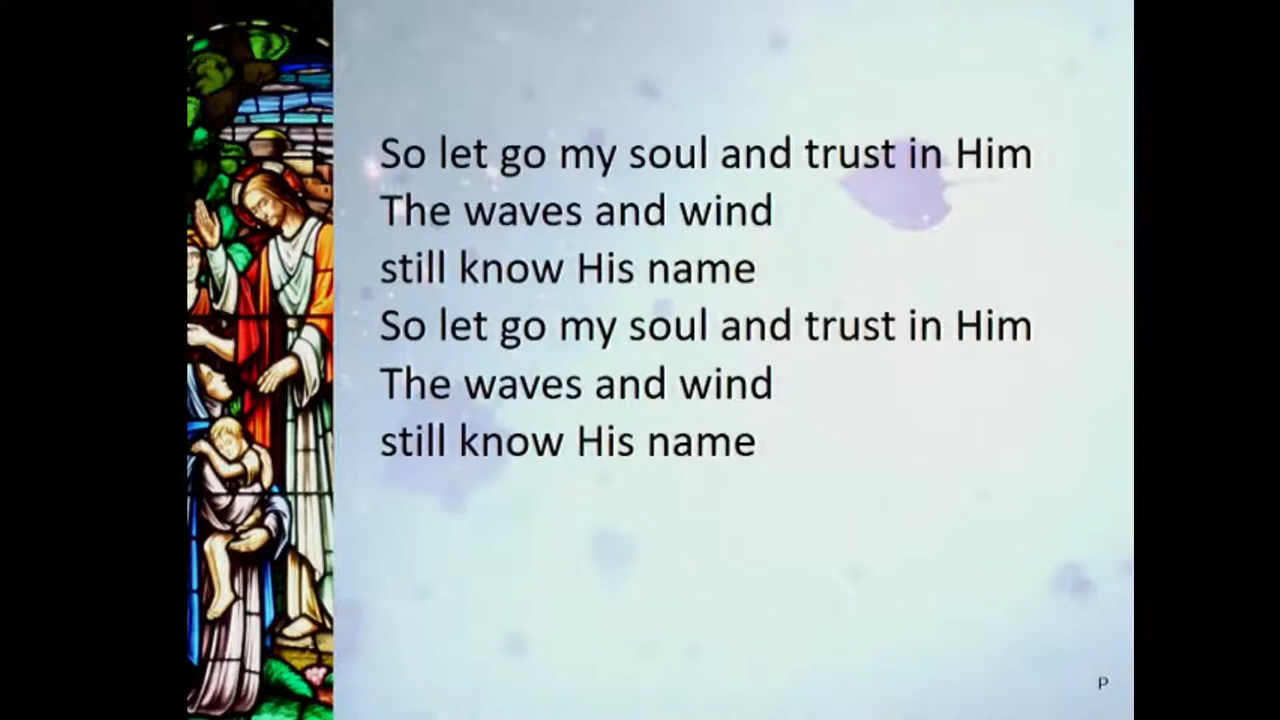 So let go my soul and trust in Him
The waves and wind
still know His name
So let go my soul and trust in Him
The waves and wind
still know His name
P